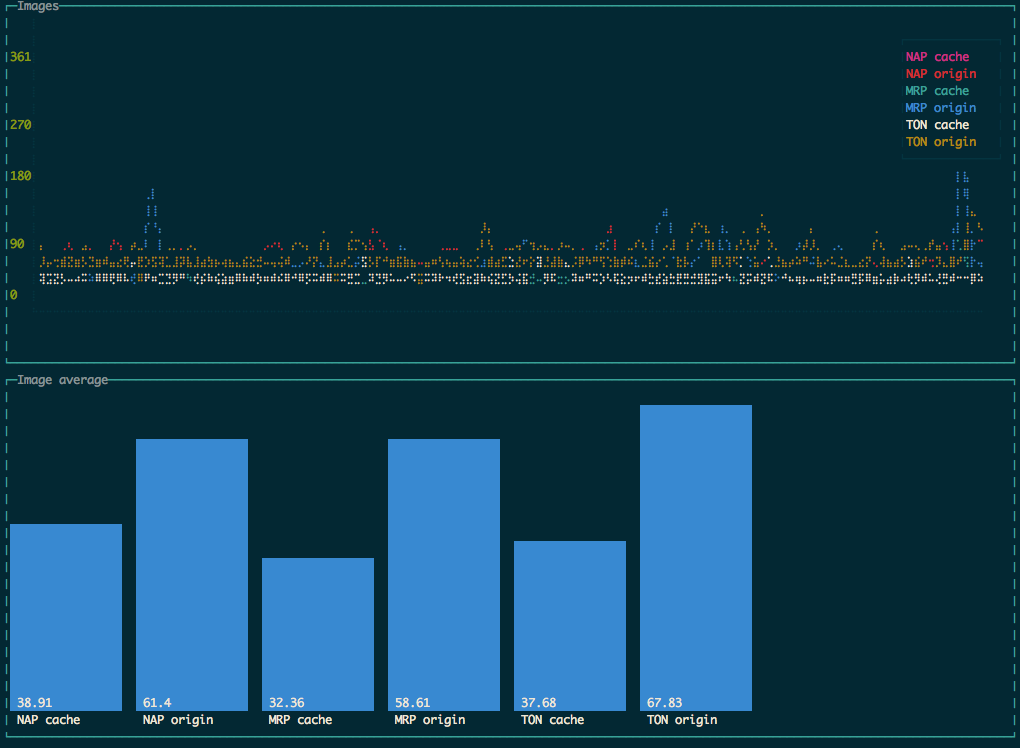 Images
361
270
180
90
0
NAP cache
NAP origin
MRP cache
MRP origin
TON cache
TON origin
Image average
38.91
61.4
32.36
58.61
37.68
67.83
NAP cache
NAP origin
MRP cache
MRP origin
TON cache
TON origin